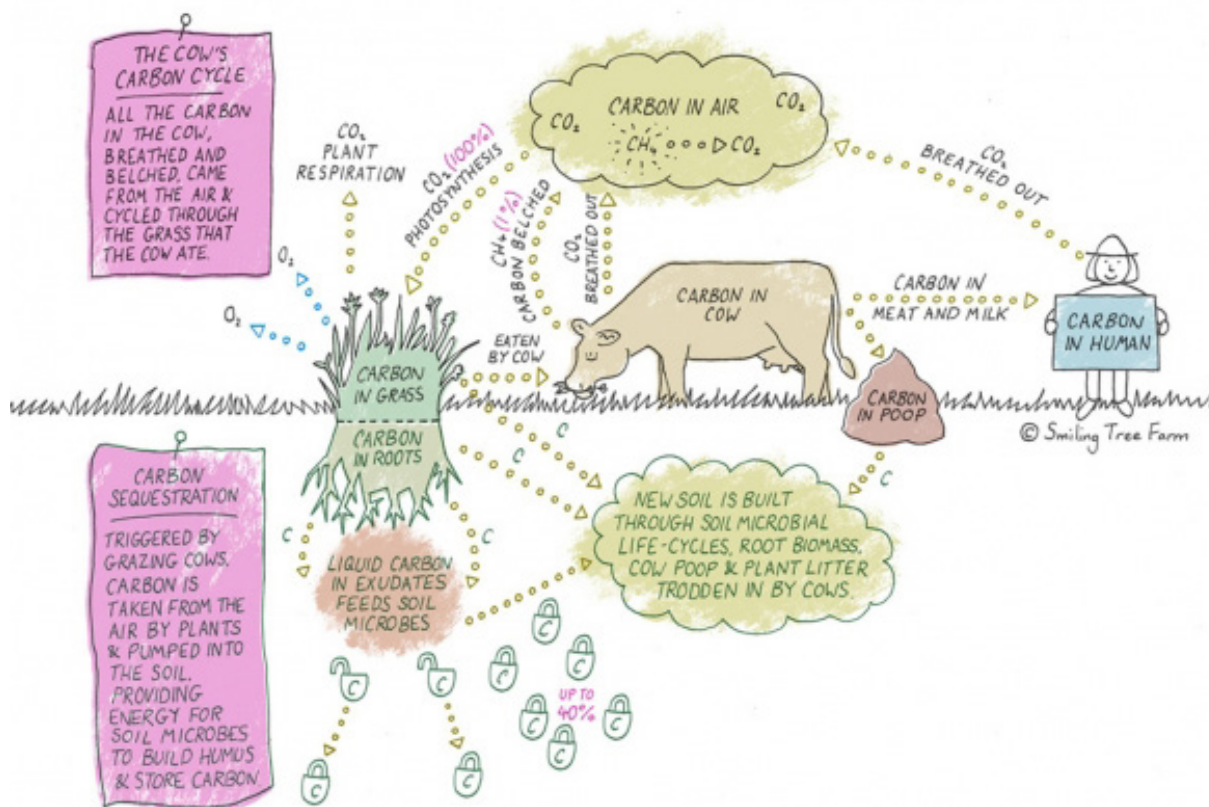 THE COW'S
CARBON CYCLE
ALL THE CARBON
IN THE COW,
BREATHED AND
BELCHED, CAME
FROM THE AIR &
CYCLED THROUGH
THE GRASS THAT
THE COW ATE.
O₂
O₂
CO₂
PLANT
RESPIRATION
CO₂ (100%)
PHOTOSYNTHESIS
CARBON IN AIR
CO₂
CO₂
CH₄
CO₂
CH₄ (1%)
CARBON BELCHED
CO₂
BREATHED OUT
CO₂
BREATHED OUT
EATEN
BY COW
CARBON IN
COW
CARBON IN
MEAT AND MILK
CARBON
IN HUMAN
CARBON
IN GRASS
CARBON
IN ROOTS
CARBON
IN POOP
© Smiling Tree Farm
C
C
C
C
C
CARBON
SEQUESTRATION
TRIGGERED BY
GRAZING COWS.
CARBON IS
TAKEN FROM THE
AIR BY PLANTS
& PUMPED INTO
THE SOIL.
PROVIDING
ENERGY FOR
SOIL MICROBES
TO BUILD HUMUS
& STORE CARBON
LIQUID CARBON
IN EXUDATES
FEEDS SOIL
MICROBES
NEW SOIL IS BUILT
THROUGH SOIL MICROBIAL
LIFE-CYCLES, ROOT BIOMASS,
COW POOP & PLANT LITTER
TRODDEN IN BY COWS.
C
C
C
C
C
C
C
C
C
C
UP TO
40%